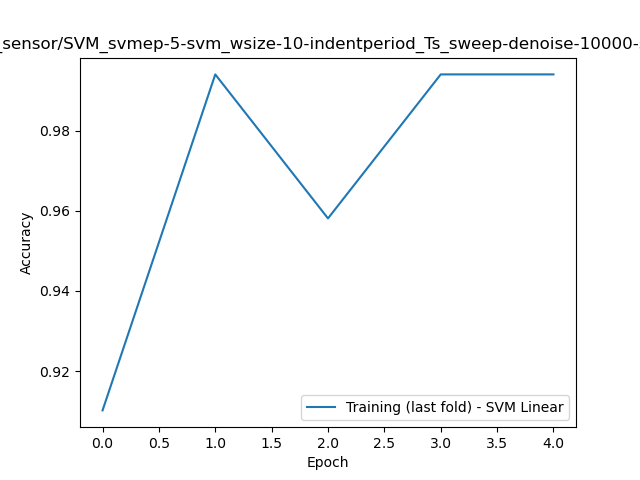 _sensor/SVM_svmep-5-svm_wsize-10-indentperiod_Ts_sweep-denoise-10000-
0.98
0.96
0.94
0.92
Accuracy
Training (last fold) - SVM Linear
0.0 0.5 1.0 1.5 2.0 2.5 3.0 3.5 4.0
Epoch